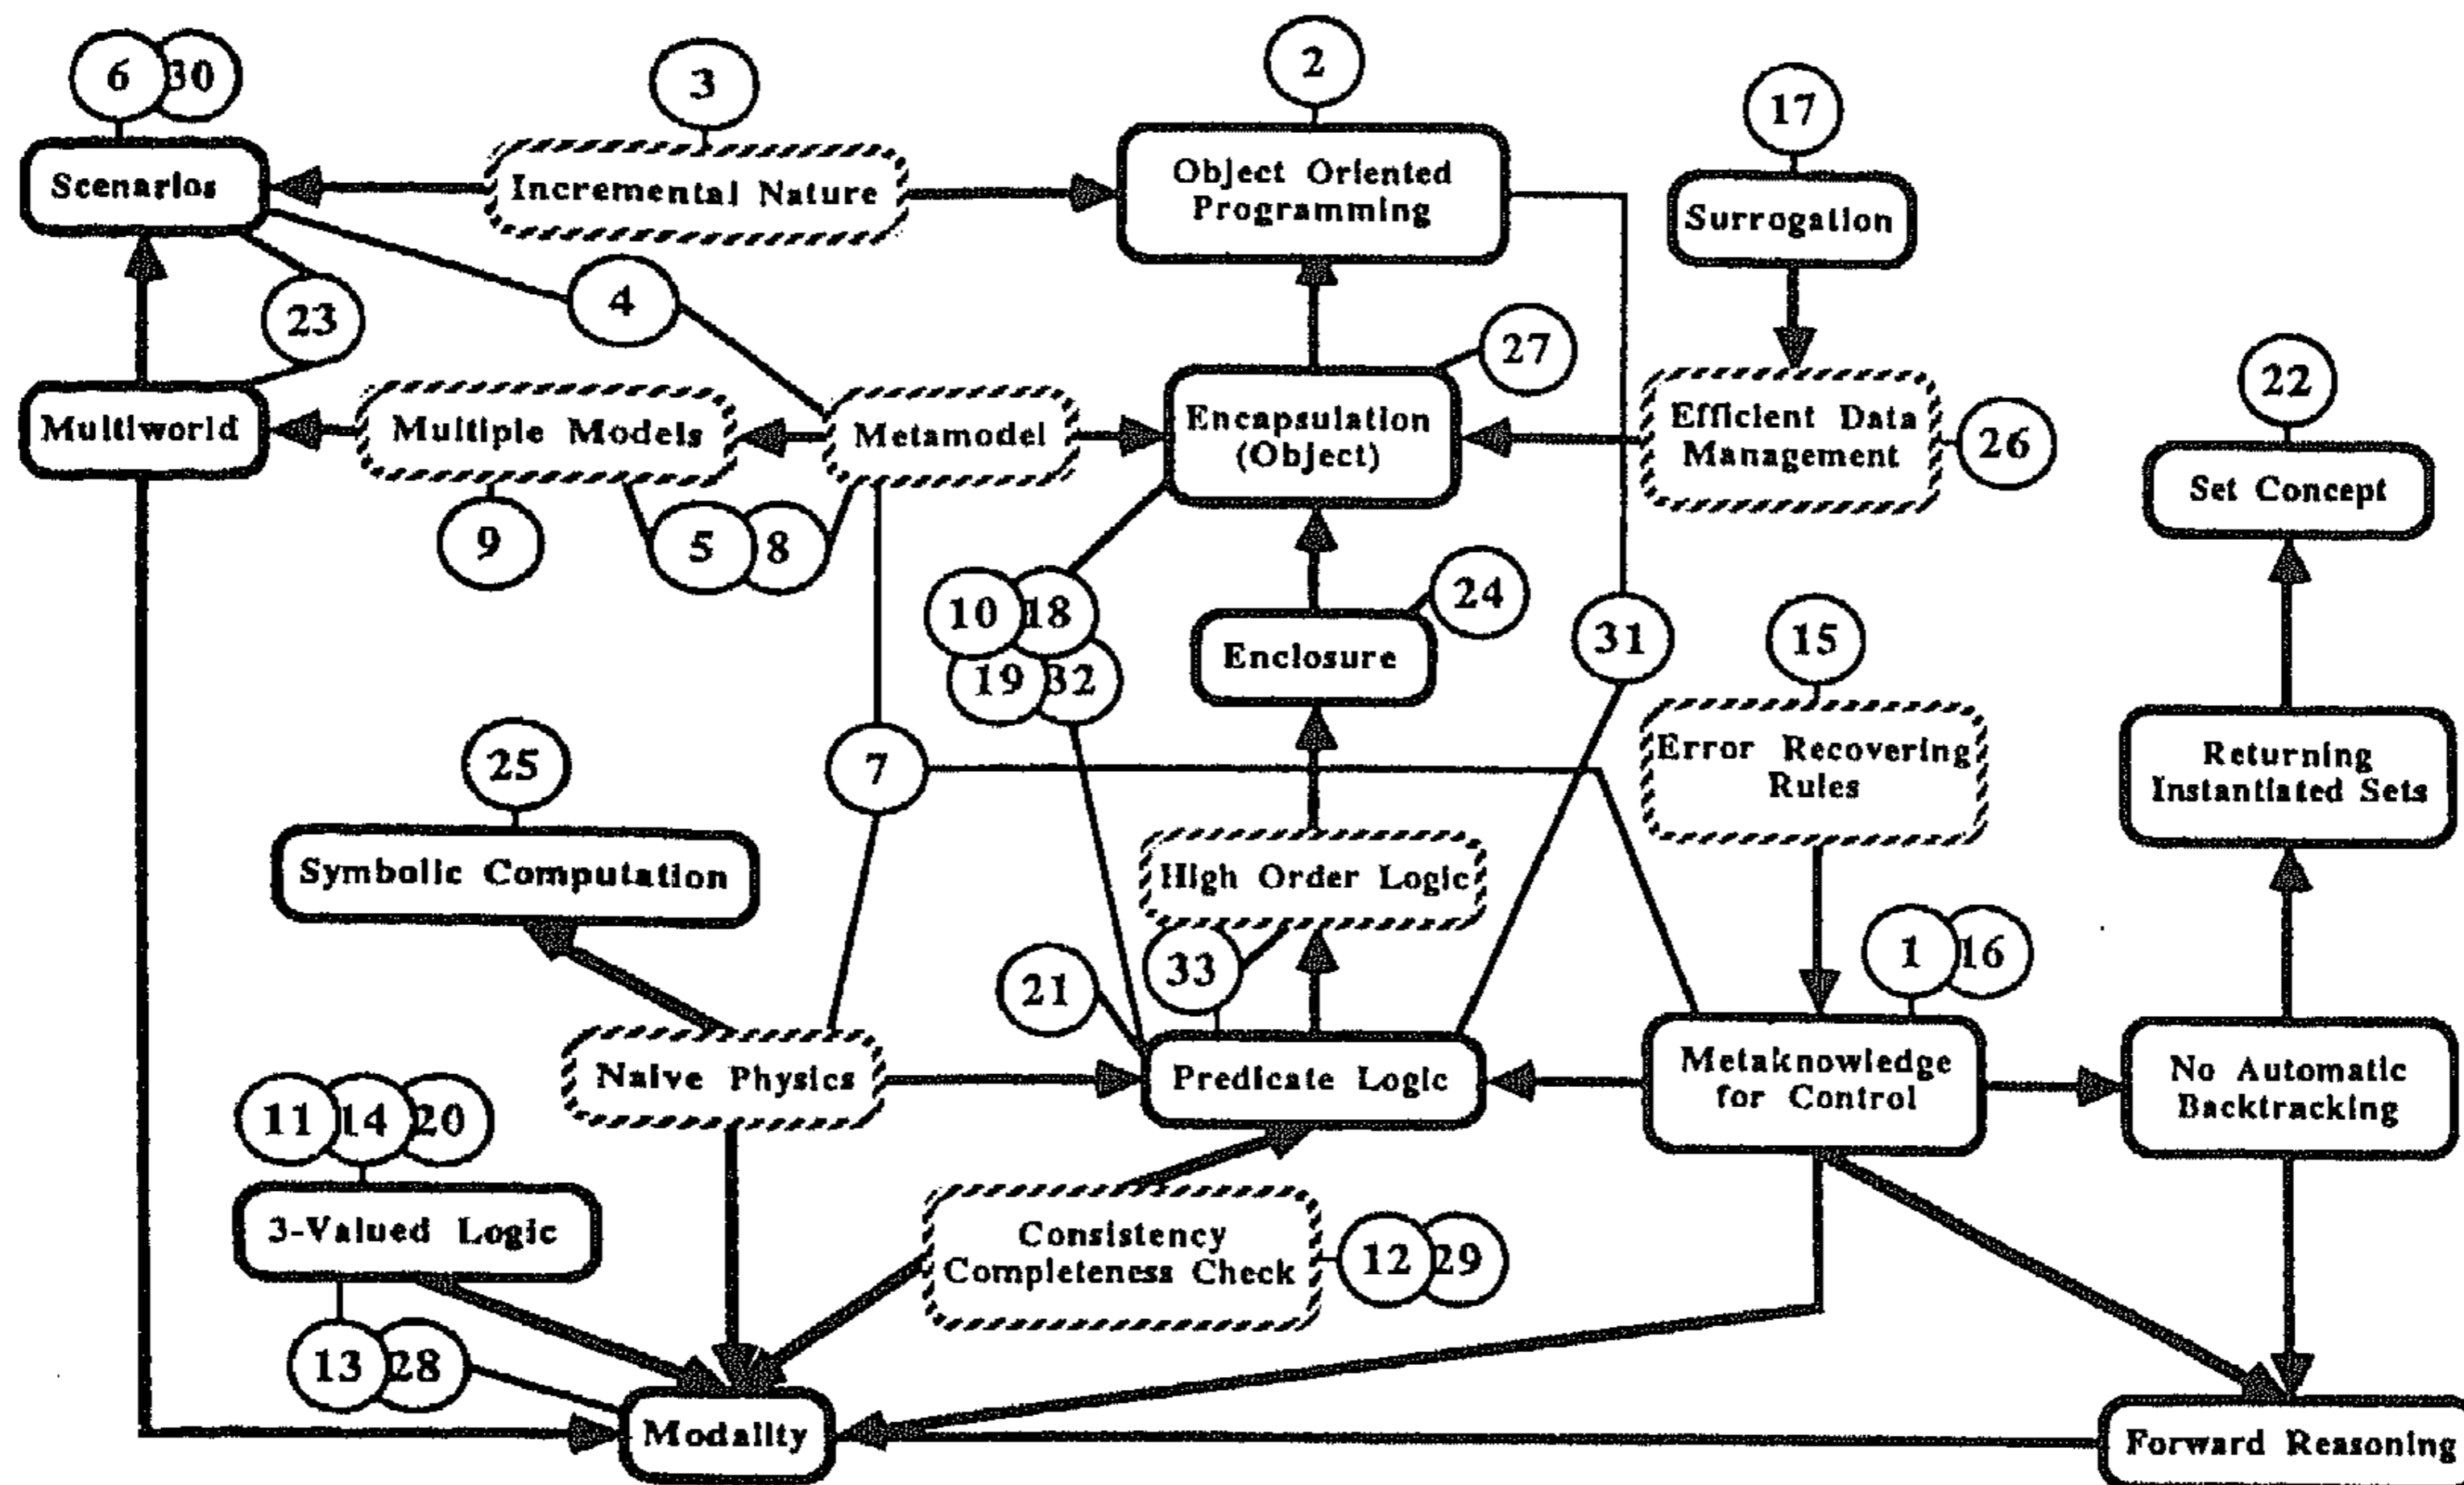 6
30
3
2
17
Scenarios
Incremental Nature
Object Oriented
Programming
Surrogation
4
23
27
22
Multiworld
Multiple Models
Metamodel
Encapsulation
(Object)
Efficient Data
Management
26
Set Concept
9
5
8
10
18
19
32
24
Enclosure
31
15
25
7
Error Recovering
Rules
Returning
Instantiated Sets
Symbolic Computation
High Order Logic
21
33
1
16
Naive Physics
Predicate Logic
Metaknowledge
for Control
No Automatic
Backtracking
11
14
20
3-Valued Logic
Consistency
Completeness Check
12
29
13
28
Modality
Forward Reasoning